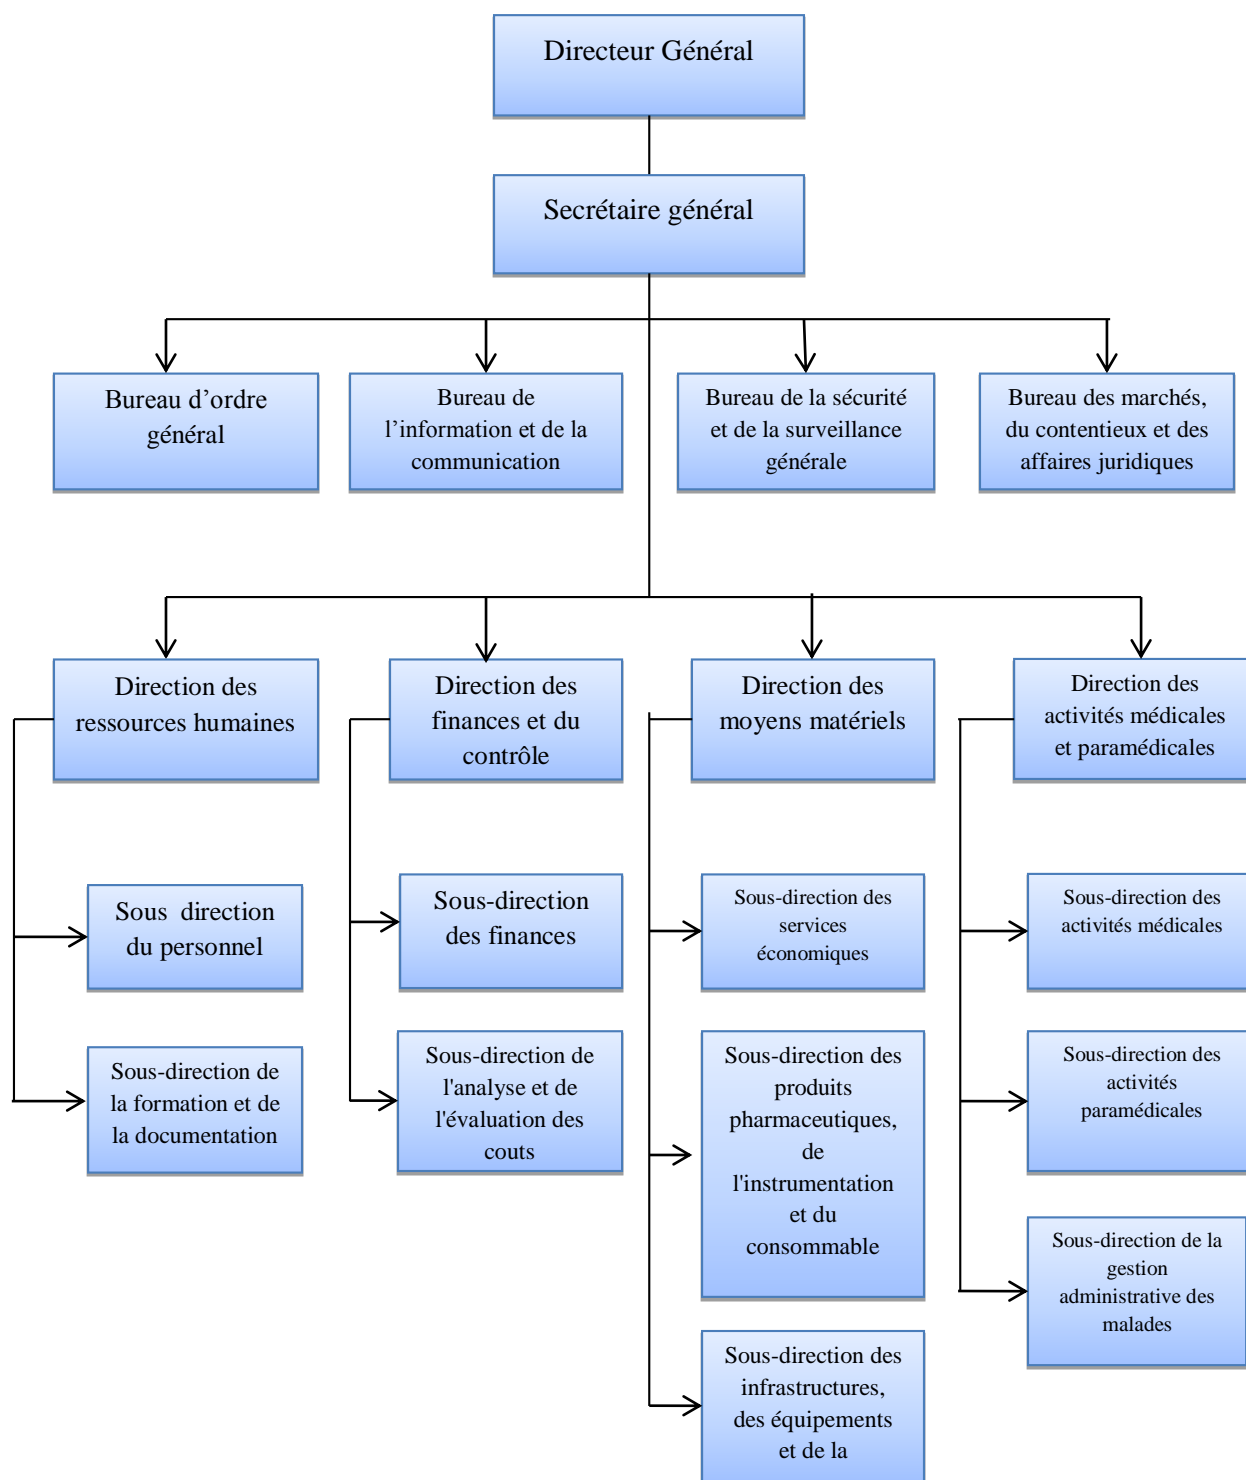 Directeur Général
Secrétaire général
Bureau d’ordre
général
Bureau de
l’information et de la
communication
Bureau de la sécurité
et de la surveillance
générale
Bureau des marchés,
du contentieux et des
affaires juridiques
Direction des
ressources humaines
Direction des
finances et du
contrôle
Direction des
moyens matériels
Direction des
activités médicales
et paramédicales
Sous direction
du personnel
Sous-direction
des finances
Sous-direction des
services
économiques
Sous-direction des
activités médicales
Sous-direction de
la formation et de
la documentation
Sous-direction de
l'analyse et de
l'évaluation des
couts
Sous-direction des
produits
pharmaceutiques,
de
l'instrumentation
et du
consommable
Sous-direction des
activités
paramédicales
Sous-direction de la
gestion
administrative des
malades
Sous-direction des
infrastructures,
des équipements
et de la